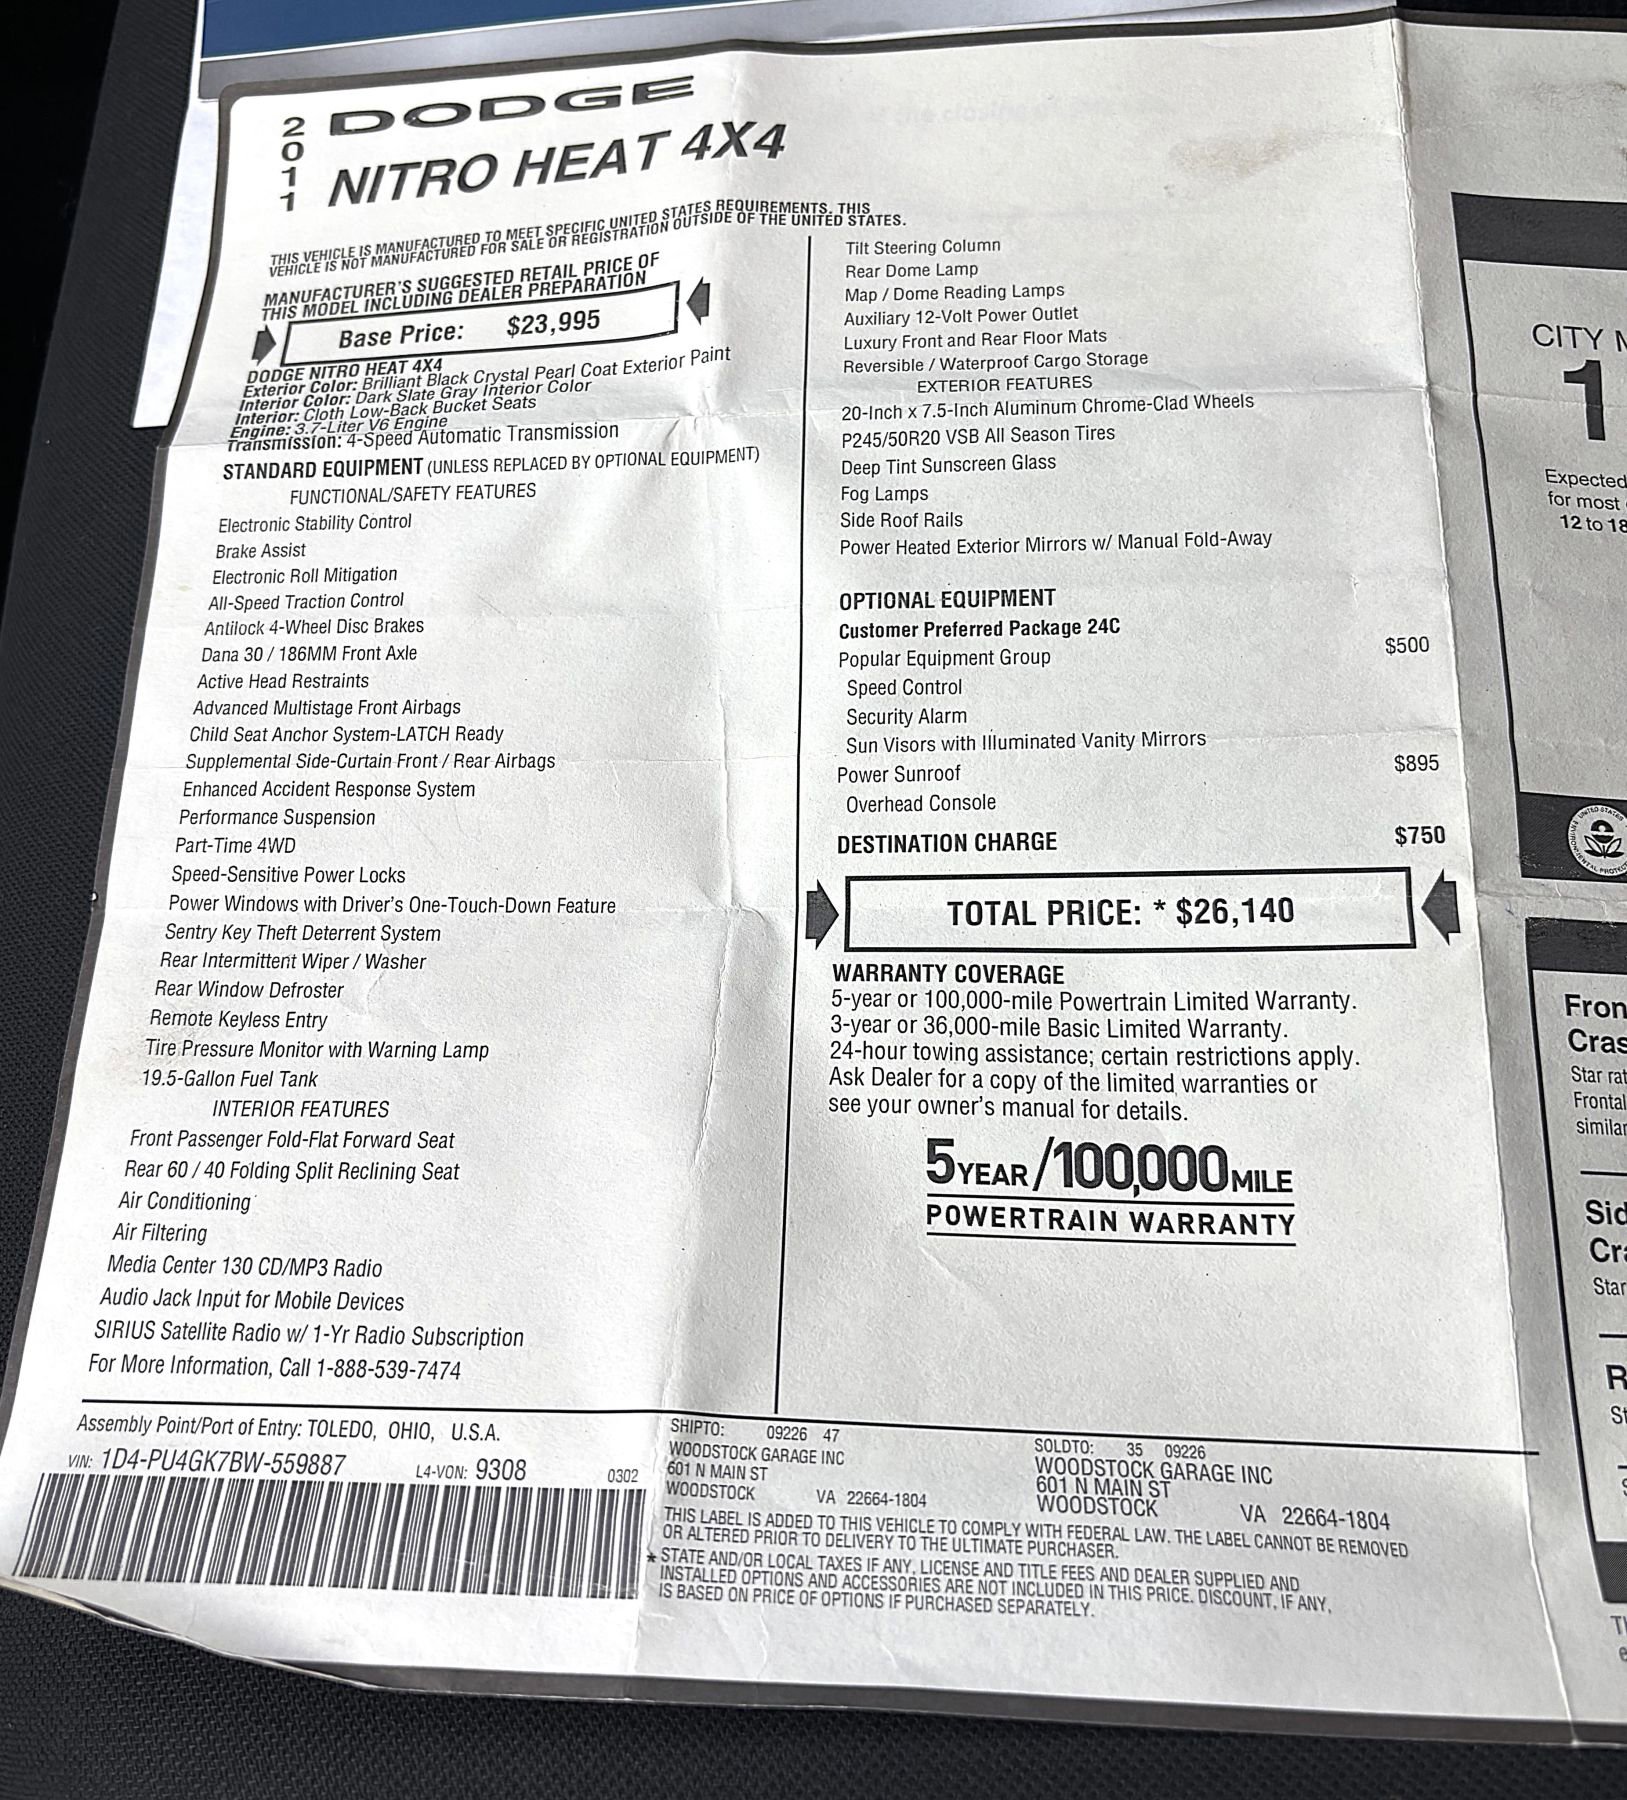 2011
DODGE
NITRO HEAT 4X4
THIS VEHICLE IS MANUFACTURED TO MEET SPECIFIC UNITED STATES REQUIREMENTS. THIS
VEHICLE IS NOT MANUFACTURED FOR SALE OR REGISTRATION OUTSIDE OF THE UNITED STATES.
MANUFACTURER'S SUGGESTED RETAIL PRICE OF
THIS MODEL INCLUDING DEALER PREPARATION
Base Price: $23,995
DODGE NITRO HEAT 4X4
Exterior Color: Brilliant Black Crystal Pearl Coat Exterior Paint
Interior Color: Dark Slate Gray Interior Color
Interior: Cloth Low-Back Bucket Seats
Engine: 3.7-Liter V6 Engine
Transmission: 4-Speed Automatic Transmission
STANDARD EQUIPMENT (UNLESS REPLACED BY OPTIONAL EQUIPMENT)
FUNCTIONAL/SAFETY FEATURES
Electronic Stability Control
Brake Assist
Electronic Roll Mitigation
All-Speed Traction Control
Antilock 4-Wheel Disc Brakes
Dana 30 / 186MM Front Axle
Active Head Restraints
Advanced Multistage Front Airbags
Child Seat Anchor System-LATCH Ready
Supplemental Side-Curtain Front / Rear Airbags
Enhanced Accident Response System
Performance Suspension
Part-Time 4WD
Speed-Sensitive Power Locks
Power Windows with Driver's One-Touch-Down Feature
Sentry Key Theft Deterrent System
Rear Intermittent Wiper / Washer
Rear Window Defroster
Remote Keyless Entry
Tire Pressure Monitor with Warning Lamp
19.5-Gallon Fuel Tank
INTERIOR FEATURES
Front Passenger Fold-Flat Forward Seat
Rear 60 / 40 Folding Split Reclining Seat
Air Conditioning
Air Filtering
Media Center 130 CD/MP3 Radio
Audio Jack Input for Mobile Devices
SIRIUS Satellite Radio w/ 1-Yr Radio Subscription
For More Information, Call 1-888-539-7474
Tilt Steering Column
Rear Dome Lamp
Map / Dome Reading Lamps
Auxiliary 12-Volt Power Outlet
Luxury Front and Rear Floor Mats
Reversible / Waterproof Cargo Storage
EXTERIOR FEATURES
20-Inch x 7.5-Inch Aluminum Chrome-Clad Wheels
P245/50R20 VSB All Season Tires
Deep Tint Sunscreen Glass
Fog Lamps
Side Roof Rails
Power Heated Exterior Mirrors w/ Manual Fold-Away
OPTIONAL EQUIPMENT
Customer Preferred Package 24C
Popular Equipment Group $500
Speed Control
Security Alarm
Sun Visors with Illuminated Vanity Mirrors
Power Sunroof $895
Overhead Console
DESTINATION CHARGE $750
TOTAL PRICE: * $26,140
WARRANTY COVERAGE
5-year or 100,000-mile Powertrain Limited Warranty.
3-year or 36,000-mile Basic Limited Warranty.
24-hour towing assistance; certain restrictions apply.
Ask Dealer for a copy of the limited warranties or
see your owner's manual for details.
5 YEAR/100,000 MILE
POWERTRAIN WARRANTY
Assembly Point/Port of Entry: TOLEDO, OHIO, U.S.A.
VIN: 1D4-PU4GK7BW-559887 L4-VON: 9308 0302
SHIPTO: 09226 47
WOODSTOCK GARAGE INC
601 N MAIN ST
WOODSTOCK VA 22664-1804
SOLDTO: 35 09226
WOODSTOCK GARAGE INC
601 N MAIN ST
WOODSTOCK VA 22664-1804
THIS LABEL IS ADDED TO THIS VEHICLE TO COMPLY WITH FEDERAL LAW. THE LABEL CANNOT BE REMOVED
OR ALTERED PRIOR TO DELIVERY TO THE ULTIMATE PURCHASER.
* STATE AND/OR LOCAL TAXES IF ANY, LICENSE AND TITLE FEES AND DEALER SUPPLIED AND
INSTALLED OPTIONS AND ACCESSORIES ARE NOT INCLUDED IN THIS PRICE. DISCOUNT, IF ANY,
IS BASED ON PRICE OF OPTIONS IF PURCHASED SEPARATELY.
CITY
1
Expected
for most
12 to 18
Fron
Cras
Star rat
Frontal
similar
Sid
Cra
Star
R
St